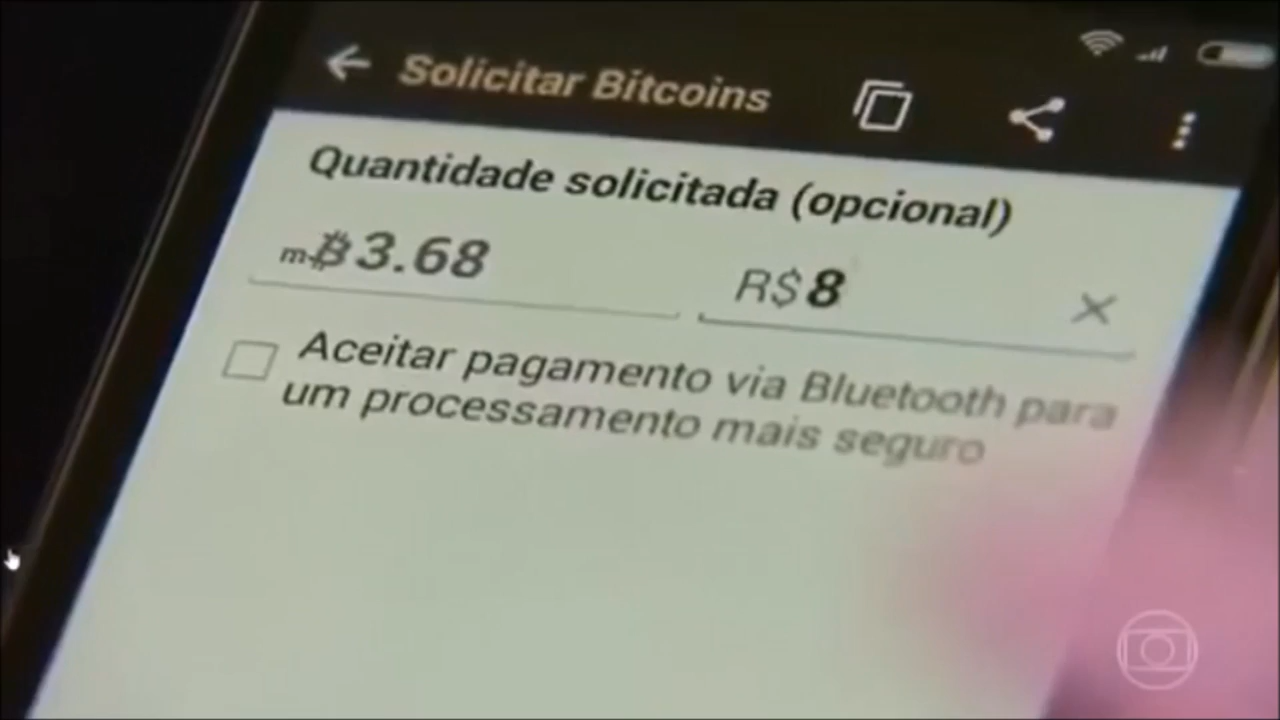 Solicitar Bitcoins
Quantidade solicitada (opcional)
m฿3.68 R$8
Aceitar pagamento via Bluetooth para
um processamento mais seguro